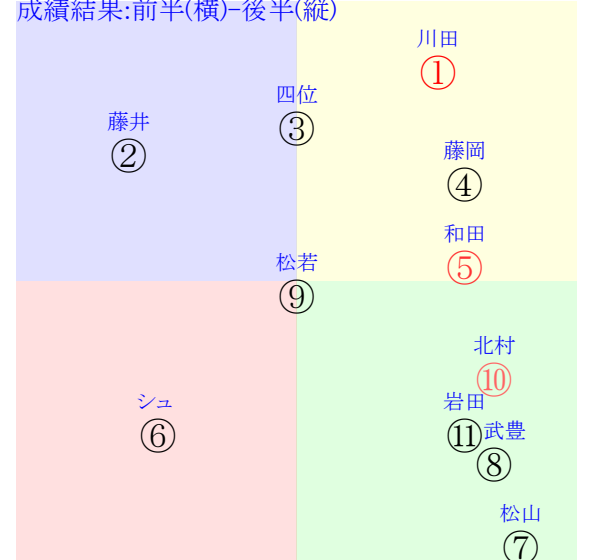 成績結果:前半(横)-後半(縦)
川田
①
四位
③
藤井
②
藤岡
④
和田
⑤
松若
⑨
北村
⑩
シュ
⑥
岩田
⑪
武豊
⑧
松山
⑦